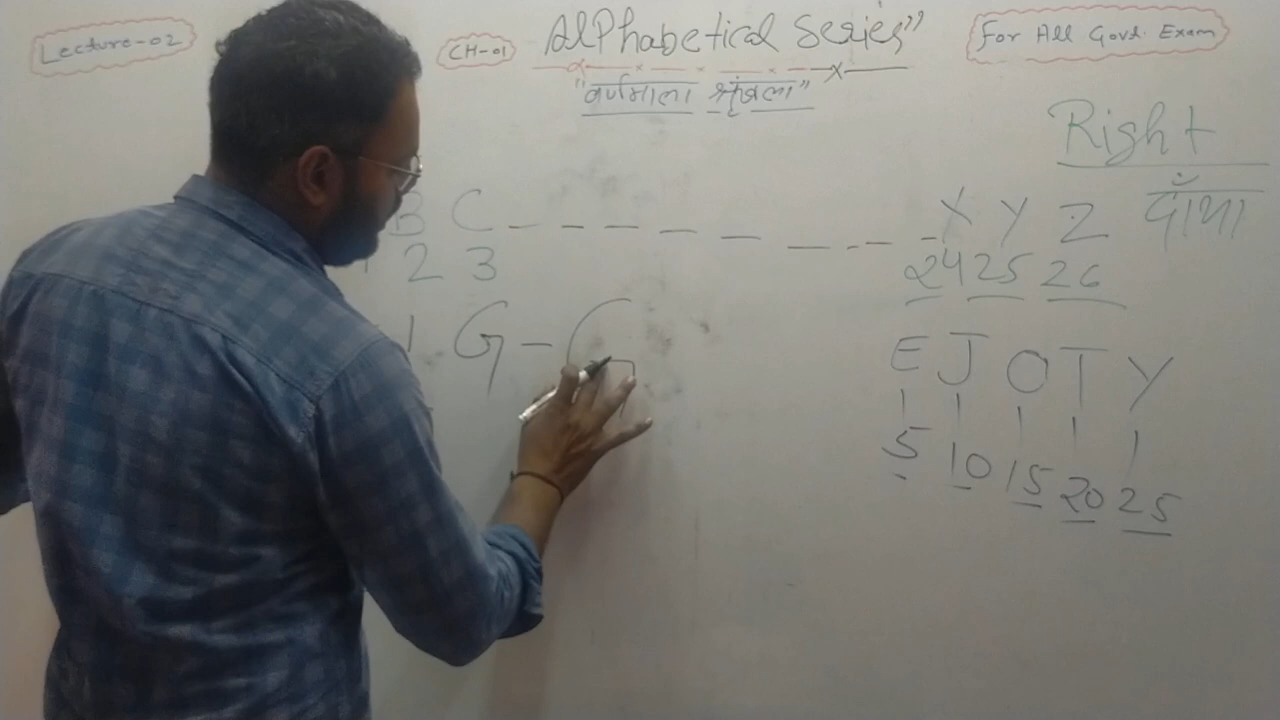 Lecture-02
CH-01
Alphabetical Series"
For All Govt. Exam
"वर्णमाला श्रृंखला"
Right
दाँया
B C - - - - - - - - X Y Z
2 3 24 25 26
G -
E J O T Y
5 10 15 20 25